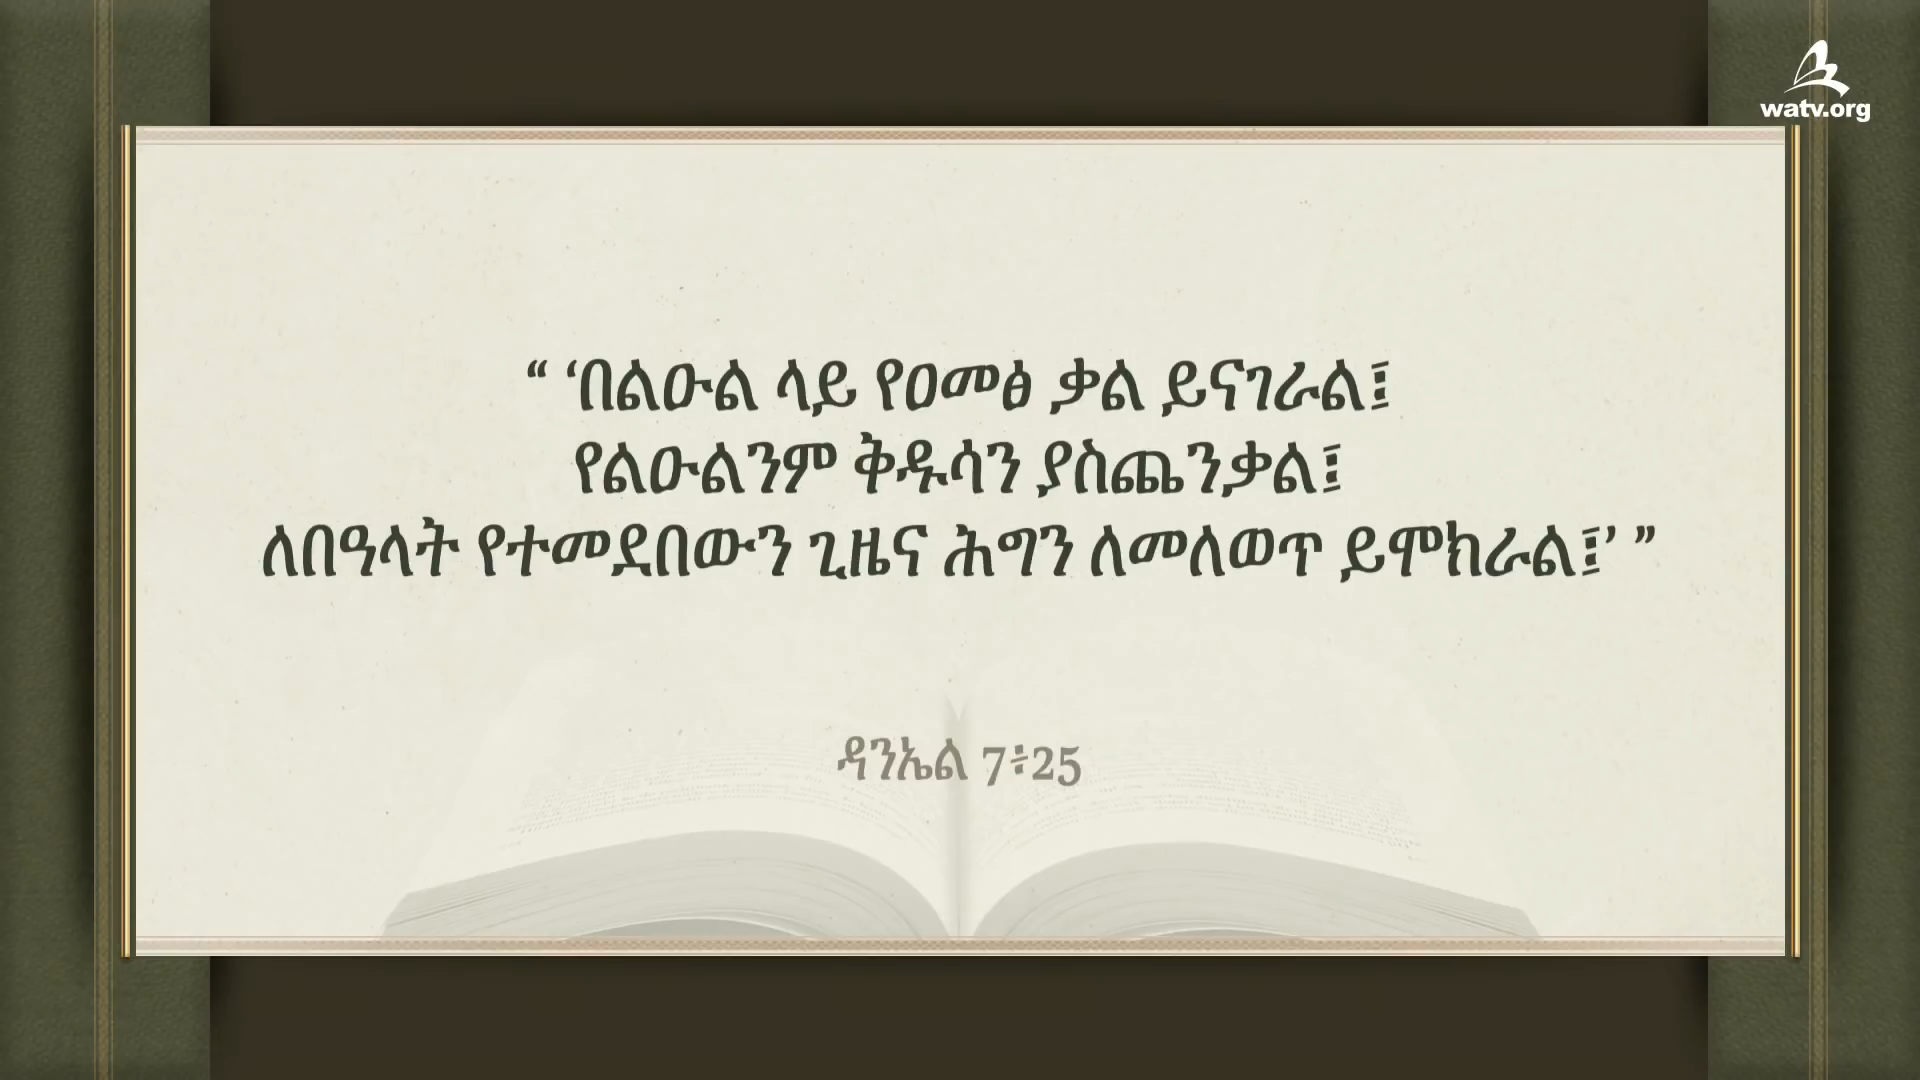 watv.org
“ ‘በልዑል ላይ የዐመፅ ቃል ይናገራል፤
የልዑልንም ቅዱሳን ያስጨንቃል፤
ለበዓላት የተመደበውን ጊዜና ሕግን ለመለወጥ ይሞክራል፤’ ”
ዳንኤል 7፥25